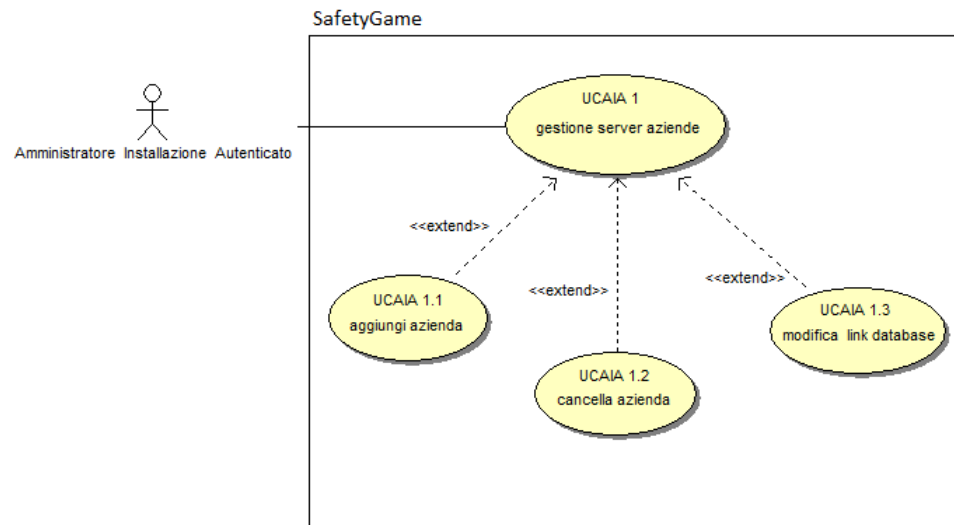 SafetyGame
UCAIA 1
gestione server aziende
Amministratore Installazione Autenticato
<<extend>>
<<extend>>
<<extend>>
UCAIA 1.1
aggiungi azienda
UCAIA 1.2
cancella azienda
UCAIA 1.3
modifica link database